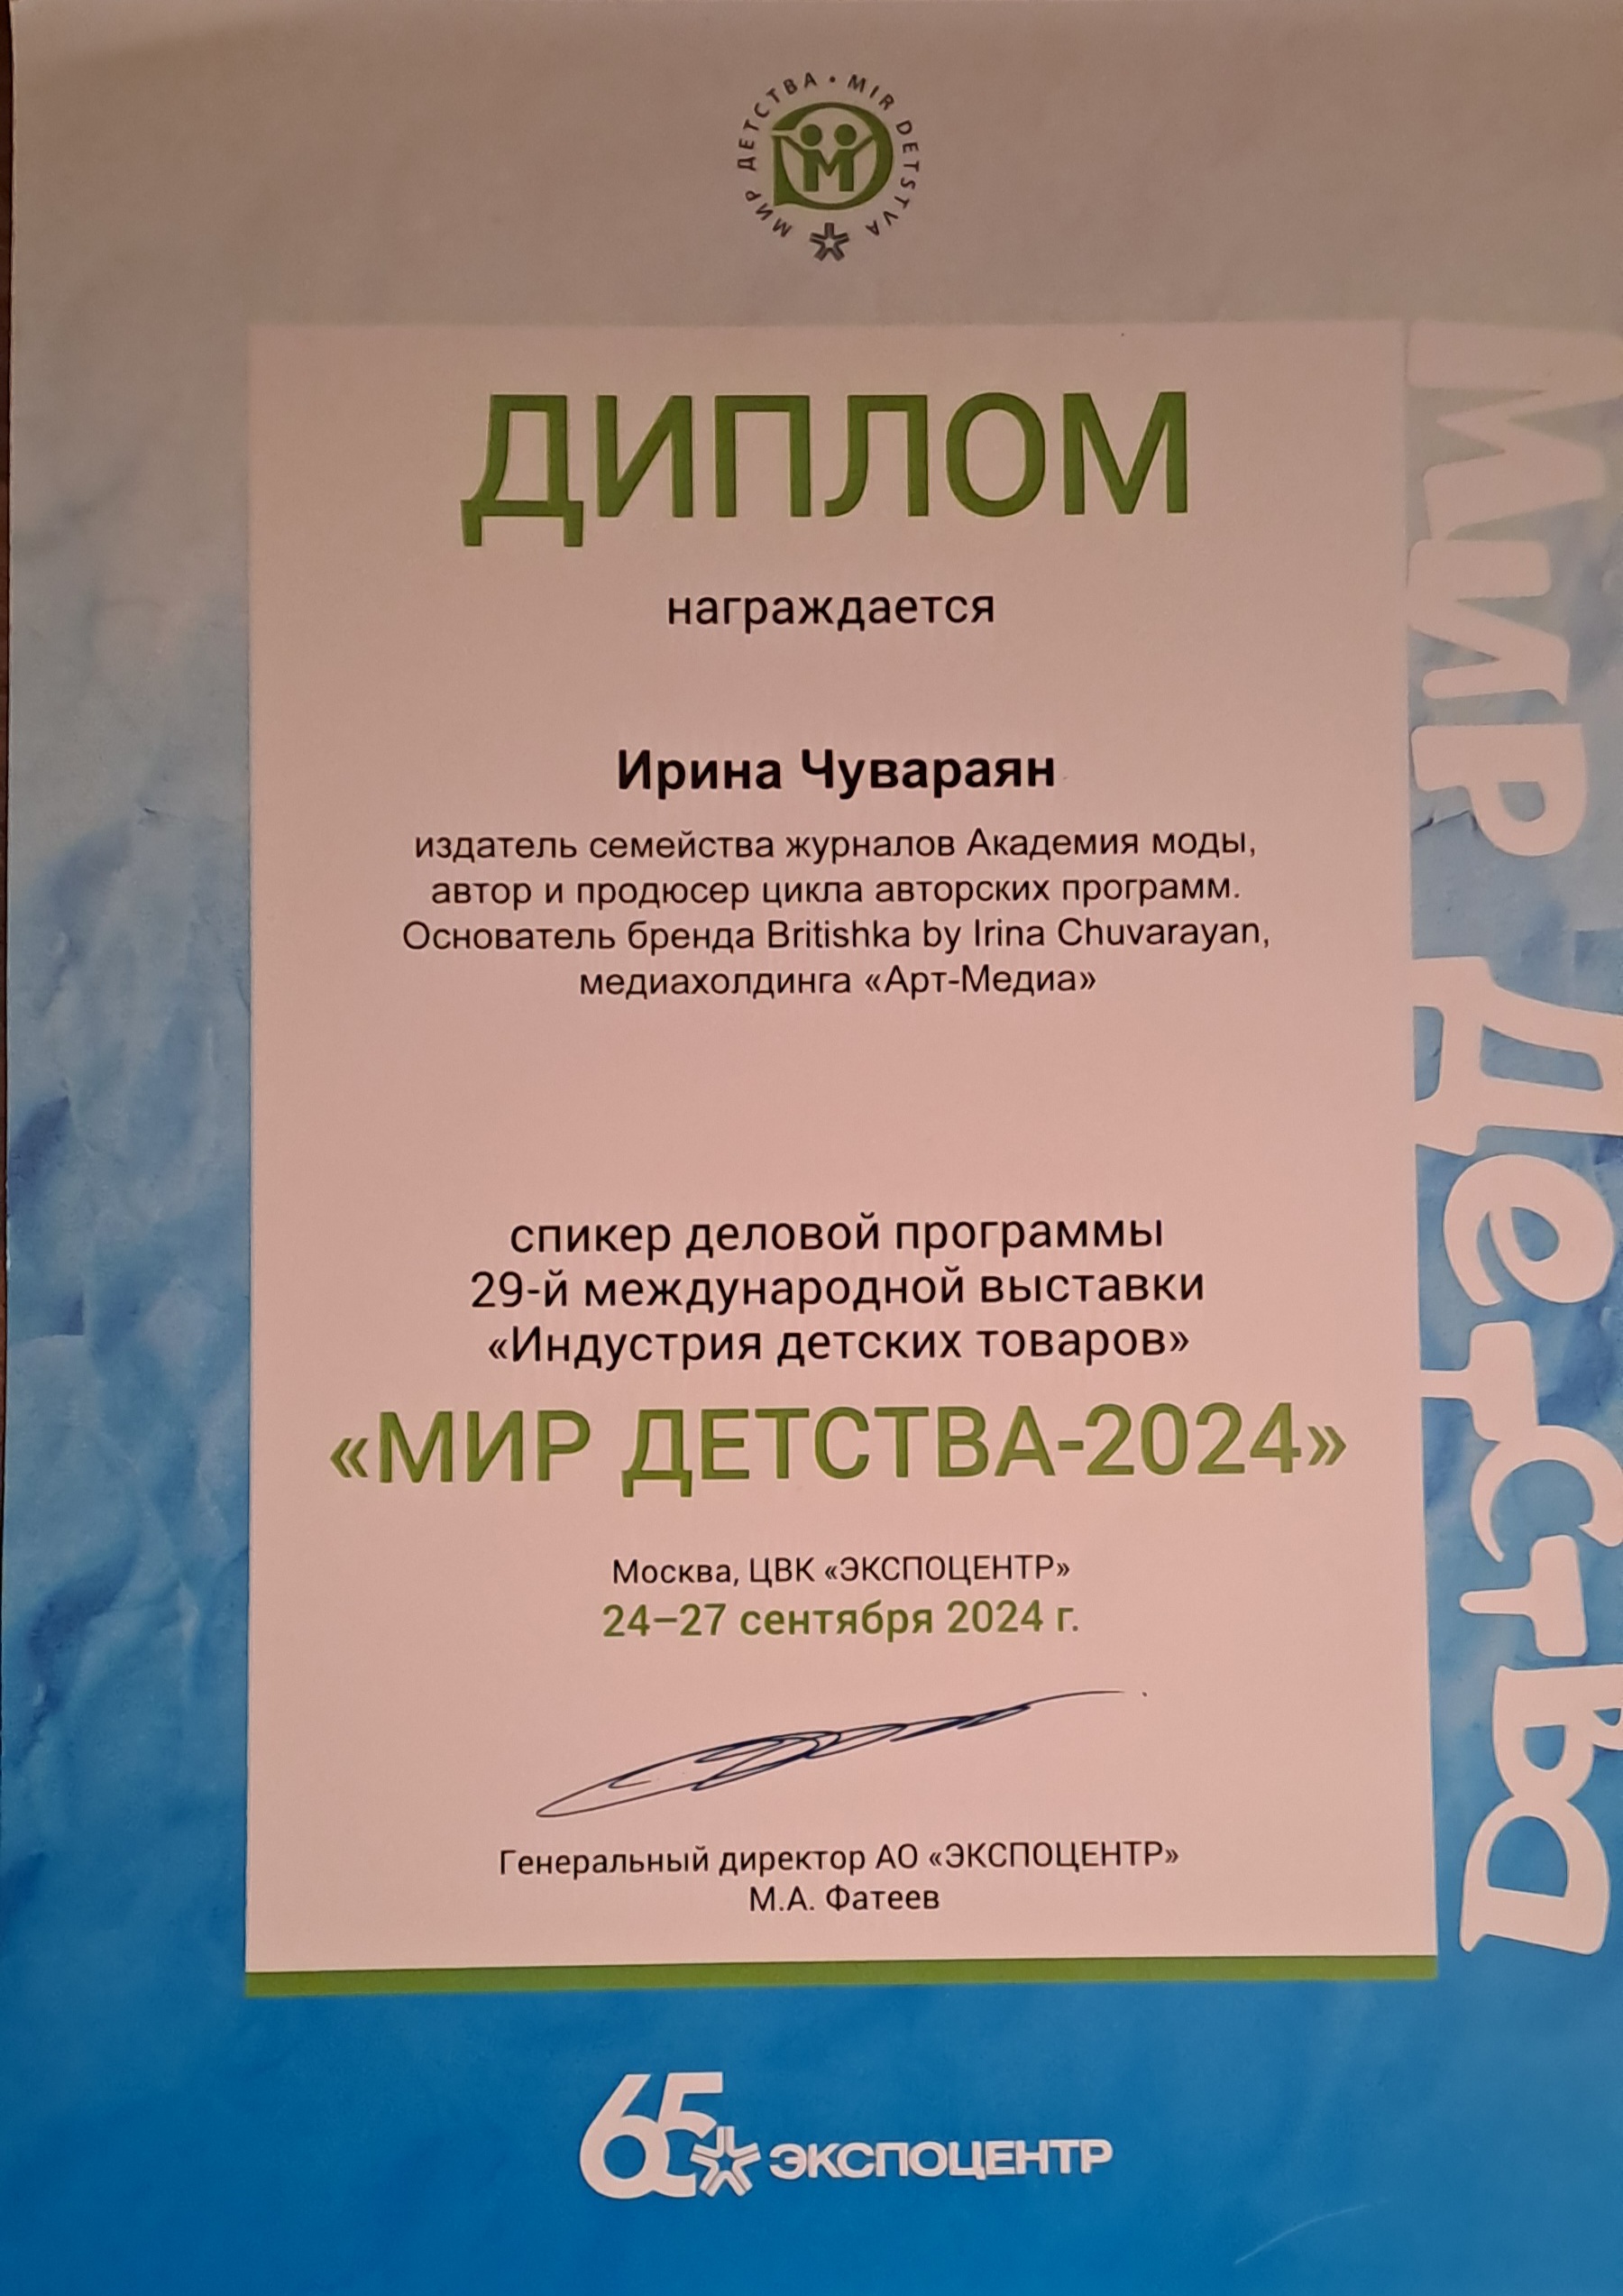 МИР ДЕТСТВА • MIR DETSTVA
ДИПЛОМ
награждается
Ирина Чувараян
издатель семейства журналов Академия моды,
автор и продюсер цикла авторских программ.
Основатель бренда Britishka by Irina Chuvarayan,
медиахолдинга «Арт-Медиа»
спикер деловой программы
29-й международной выставки
«Индустрия детских товаров»
«МИР ДЕТСТВА-2024»
Москва, ЦВК «ЭКСПОЦЕНТР»
24–27 сентября 2024 г.
Генеральный директор АО «ЭКСПОЦЕНТР»
М.А. Фатеев
Мир Детства
65 ЭКСПОЦЕНТР